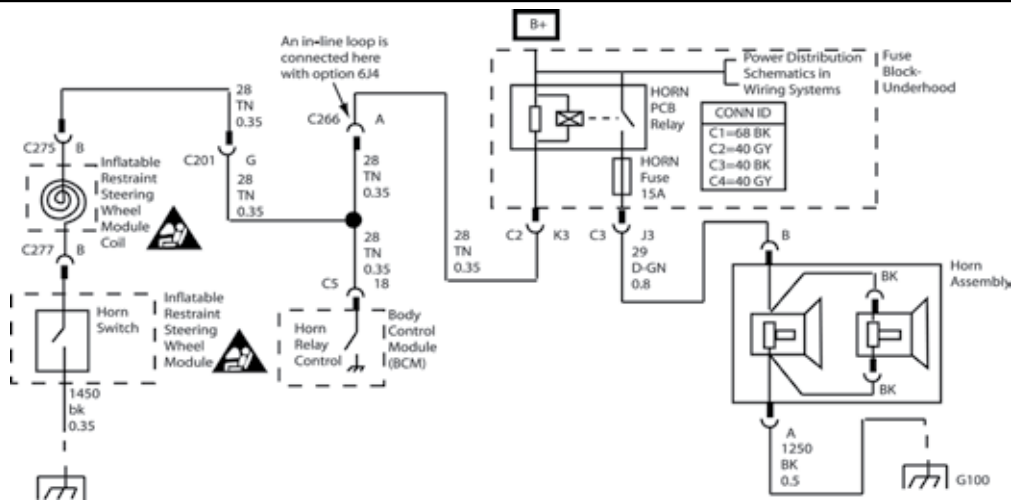 B+
An in-line loop is
connected here
with option 6J4
Power Distribution
Schematics in
Wiring Systems
Fuse
Block-
Underhood
HORN
PCB
Relay
CONN ID
C1=68 BK
C2=40 GY
C3=40 BK
C4=40 GY
HORN
Fuse
15A
28
TN
0.35
C266 A
C275 B
C201 G
28
TN
0.35
28
TN
0.35
Inflatable
Restraint
Steering
Wheel
Module
Coil
C277 B
28
TN
0.35
C5 18
28
TN
0.35
C2 K3
C3 J3
29
D-GN
0.8
B
Horn
Assembly
BK
BK
Horn
Switch
Inflatable
Restraint
Steering
Wheel
Module
Horn
Relay
Control
Body
Control
Module
(BCM)
1450
bk
0.35
A
1250
BK
0.5
G100